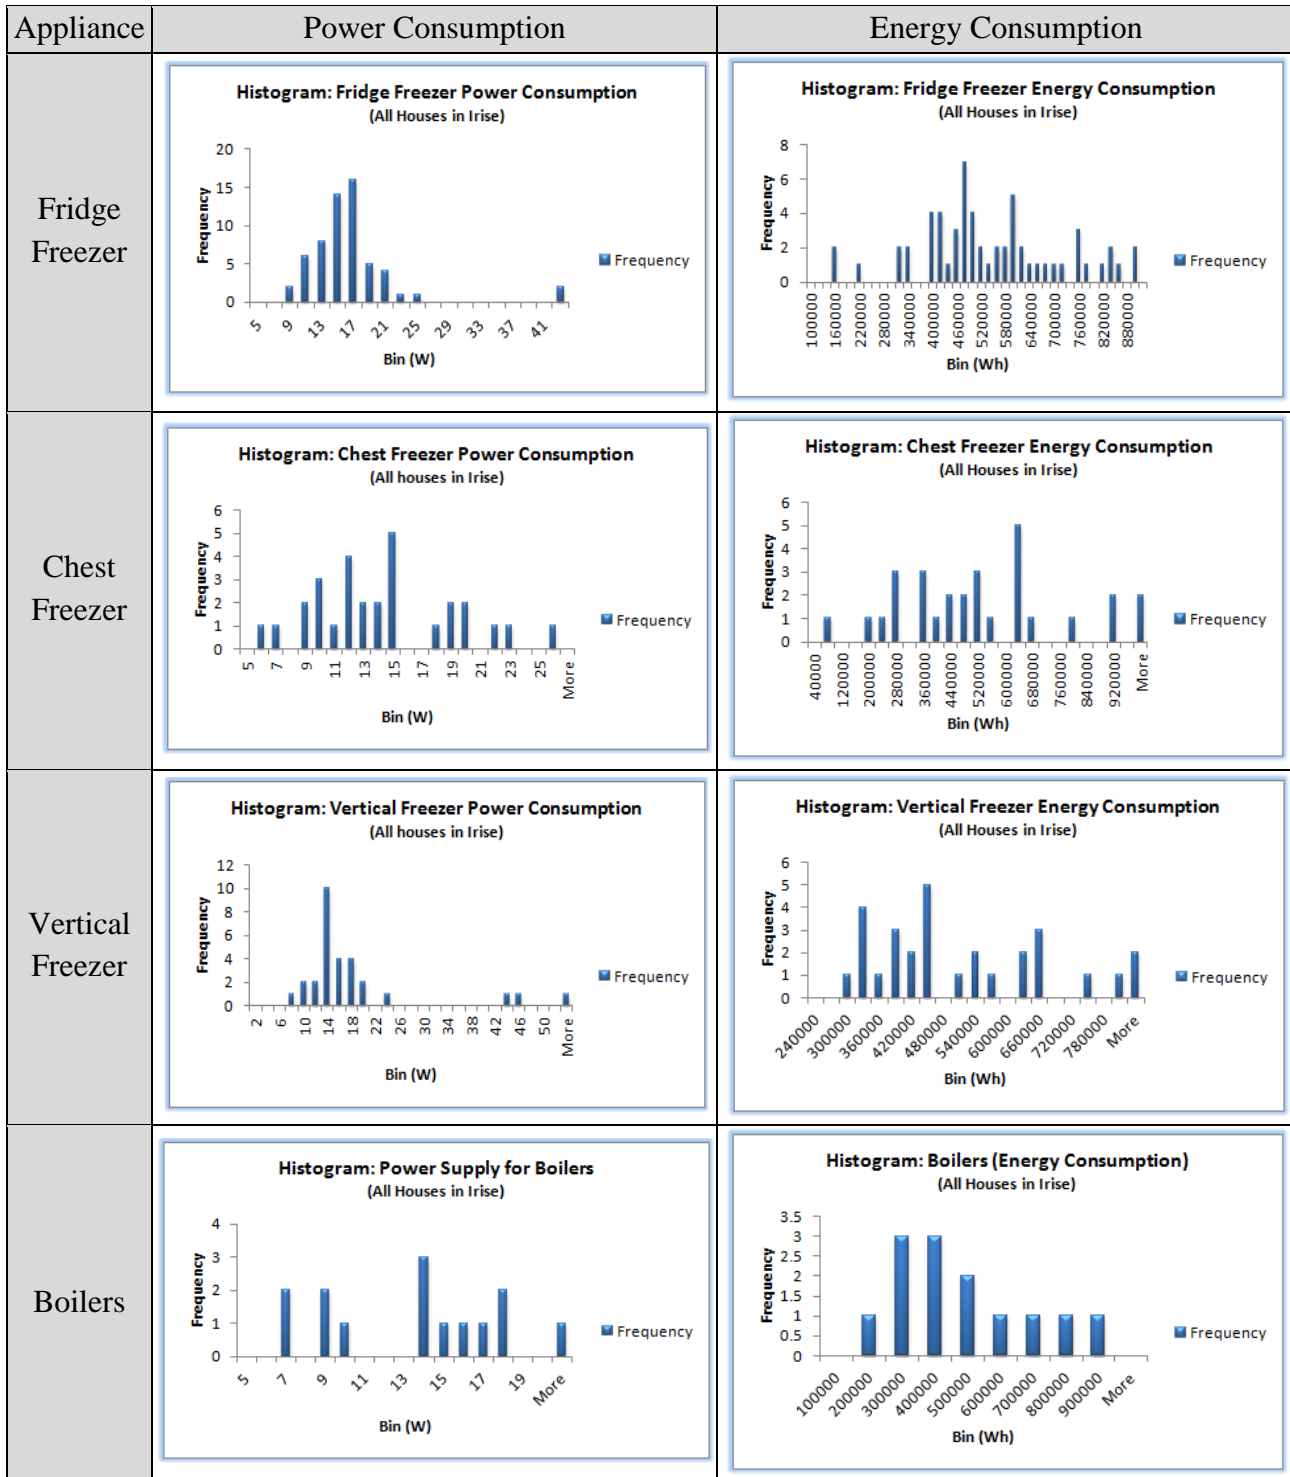 Appliance Power Consumption Energy Consumption
Fridge
Freezer
Histogram: Fridge Freezer Power Consumption
(All Houses in Irise)
20
15
10
5
0
Frequency
5 9 13 17 21 25 29 33 37 41
Bin (W)
Frequency
Histogram: Fridge Freezer Energy Consumption
(All Houses in Irise)
8
6
4
2
0
Frequency
100000 160000 220000 280000 340000 400000 460000 520000 580000 640000 700000 760000 820000 880000
Bin (Wh)
Frequency
Chest
Freezer
Histogram: Chest Freezer Power Consumption
(All houses in Irise)
6
5
4
3
2
1
0
Frequency
5 7 9 11 13 15 17 19 21 23 25 More
Bin (W)
Frequency
Histogram: Chest Freezer Energy Consumption
(All Houses in Irise)
6
5
4
3
2
1
0
Frequency
40000 120000 200000 280000 360000 440000 520000 600000 680000 760000 840000 920000 More
Bin (Wh)
Frequency
Vertical
Freezer
Histogram: Vertical Freezer Power Consumption
(All houses in Irise)
12
10
8
6
4
2
0
Frequency
2 6 10 14 18 22 26 30 34 38 42 46 50 More
Bin (W)
Frequency
Histogram: Vertical Freezer Energy Consumption
(All Houses in Irise)
6
5
4
3
2
1
0
Frequency
240000 300000 360000 420000 480000 540000 600000 660000 720000 780000 More
Bin (Wh)
Frequency
Boilers
Histogram: Power Supply for Boilers
(All Houses in Irise)
4
3
2
1
0
Frequency
5 7 9 11 13 15 17 19 More
Bin (W)
Frequency
Histogram: Boilers (Energy Consumption)
(All Houses in Irise)
3.5
3
2.5
2
1.5
1
0.5
0
Frequency
100000 200000 300000 400000 500000 600000 700000 800000 900000 More
Bin (Wh)
Frequency